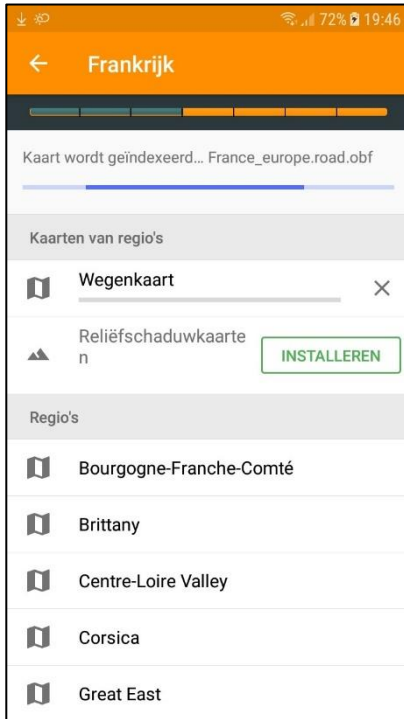 72% 19:46
Frankrijk
Kaart wordt geïndexeerd... France_europe.road.obf
Kaarten van regio's
Wegenkaart
Reliëfschaduwkaarte
n
INSTALLEREN
Regio's
Bourgogne-Franche-Comté
Brittany
Centre-Loire Valley
Corsica
Great East